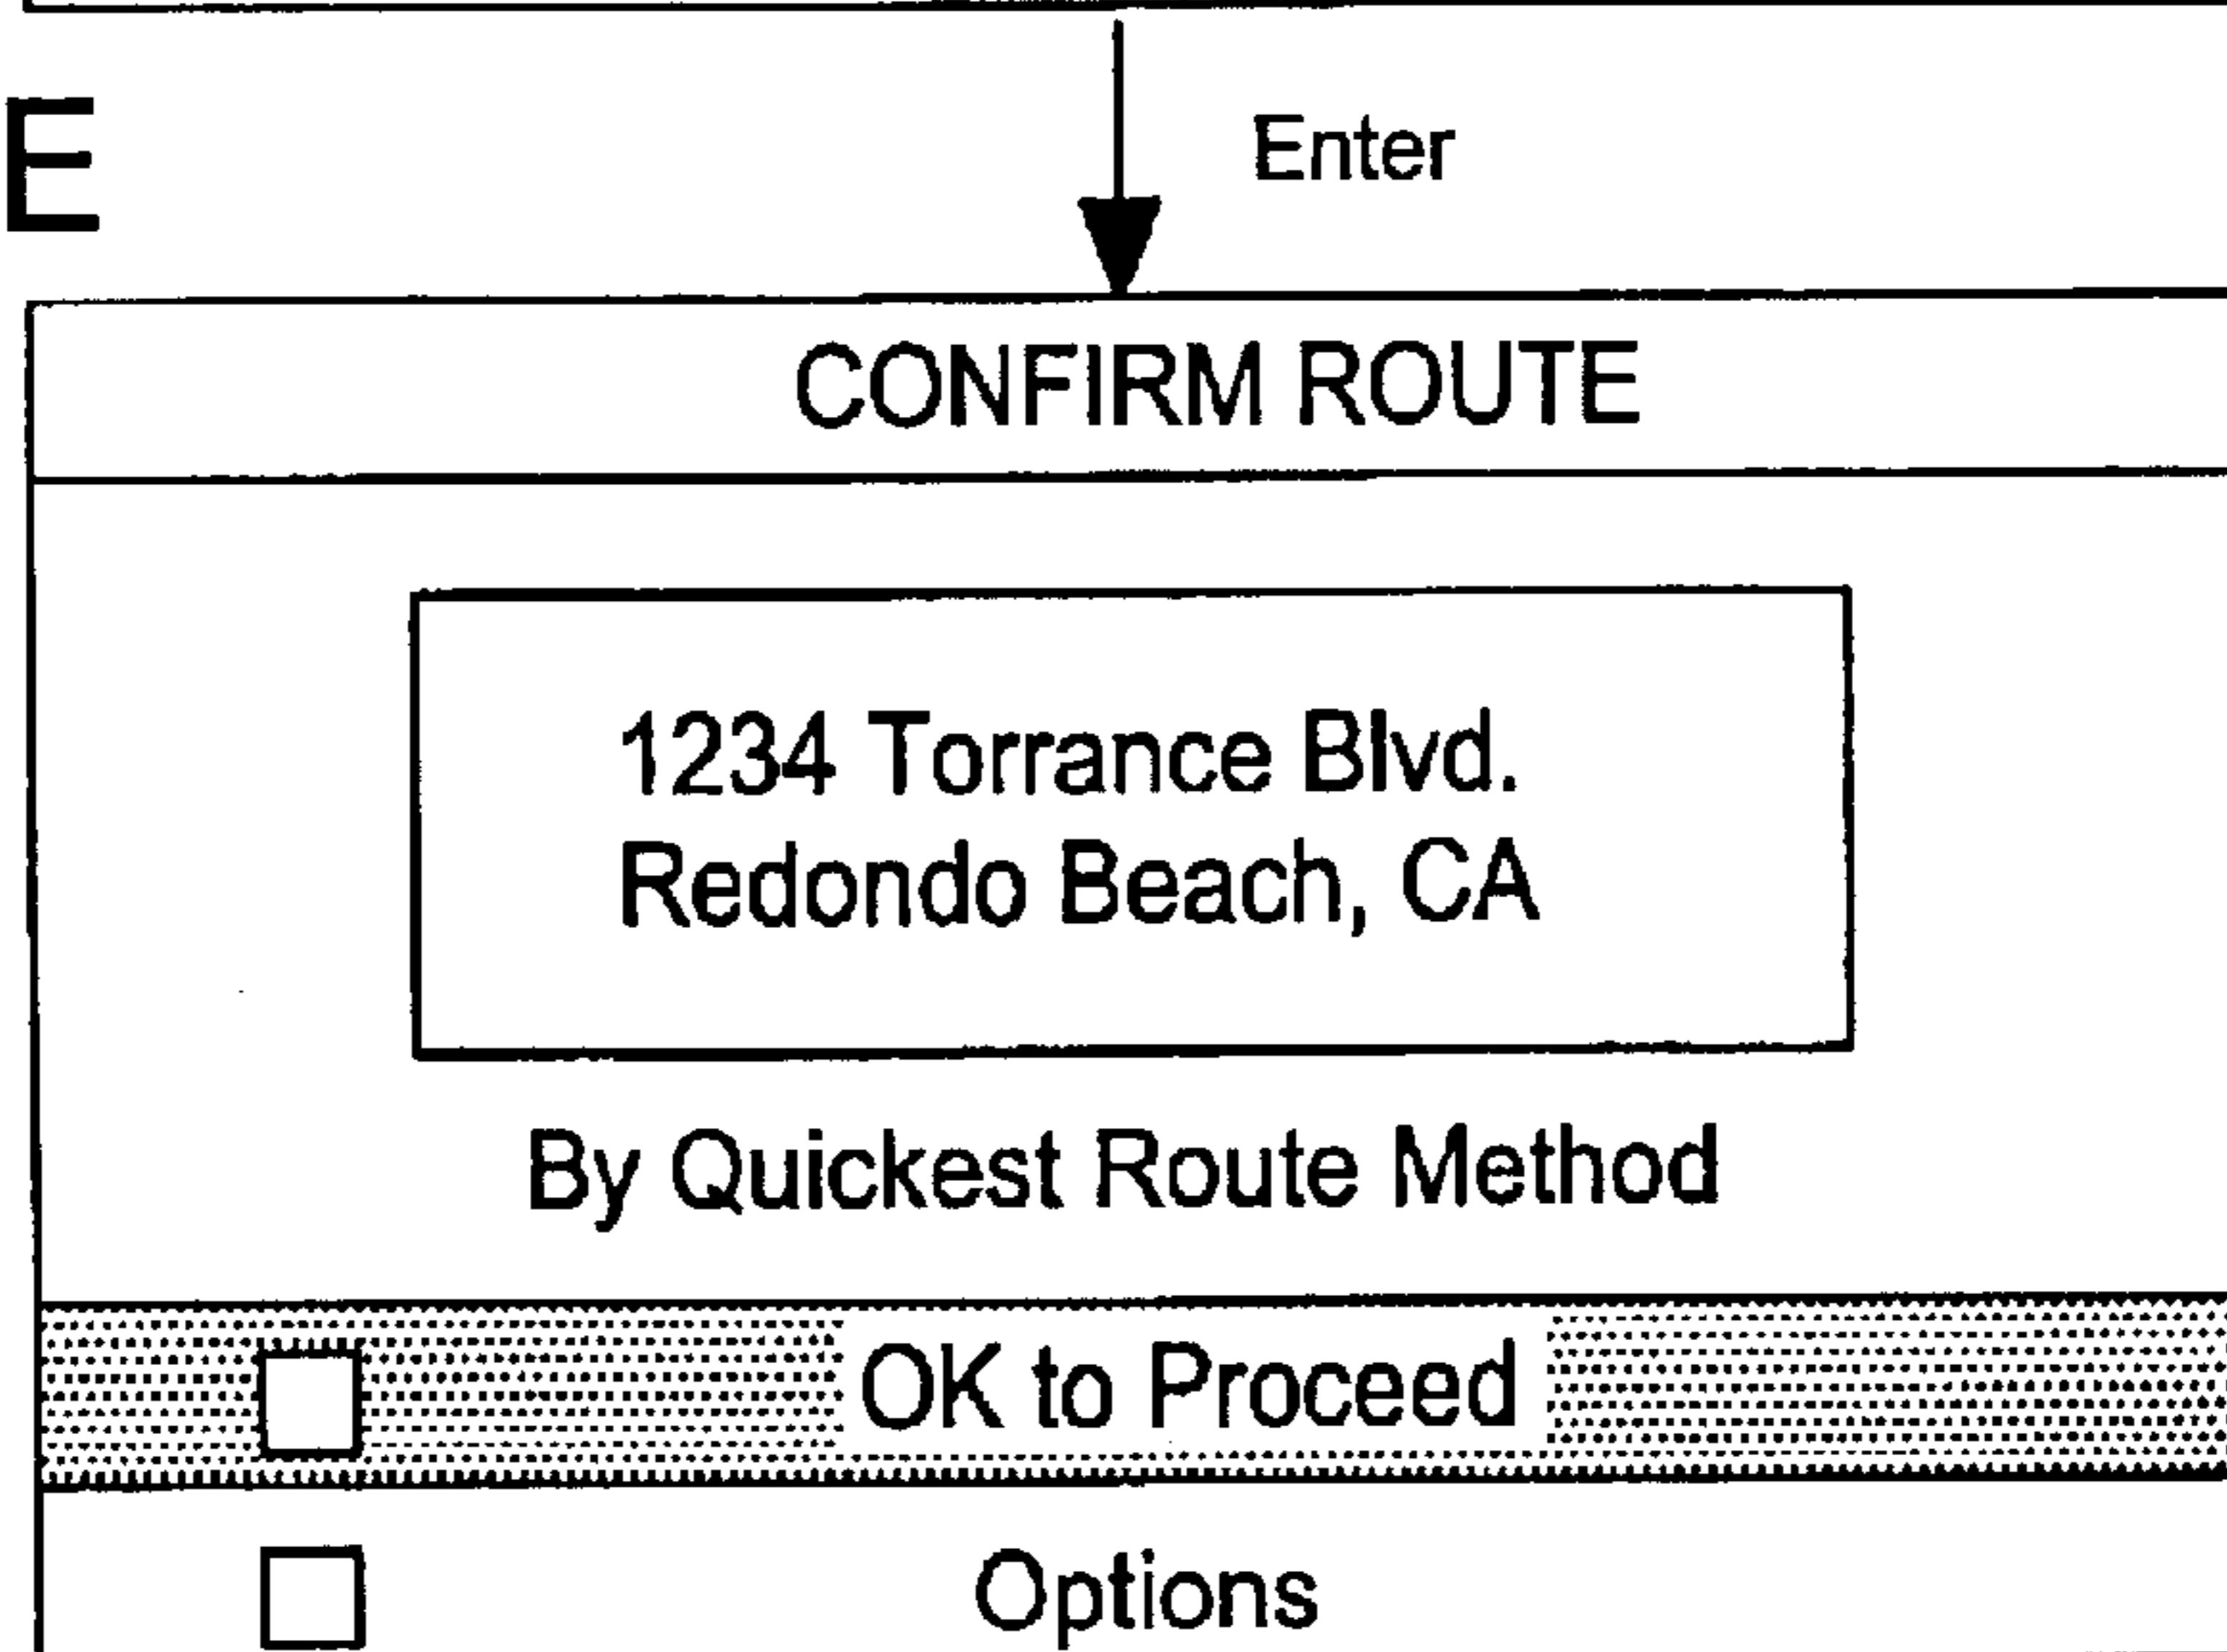 Enter
E
CONFIRM ROUTE
1234 Torrance Blvd.
Redondo Beach, CA
By Quickest Route Method
OK to Proceed
Options